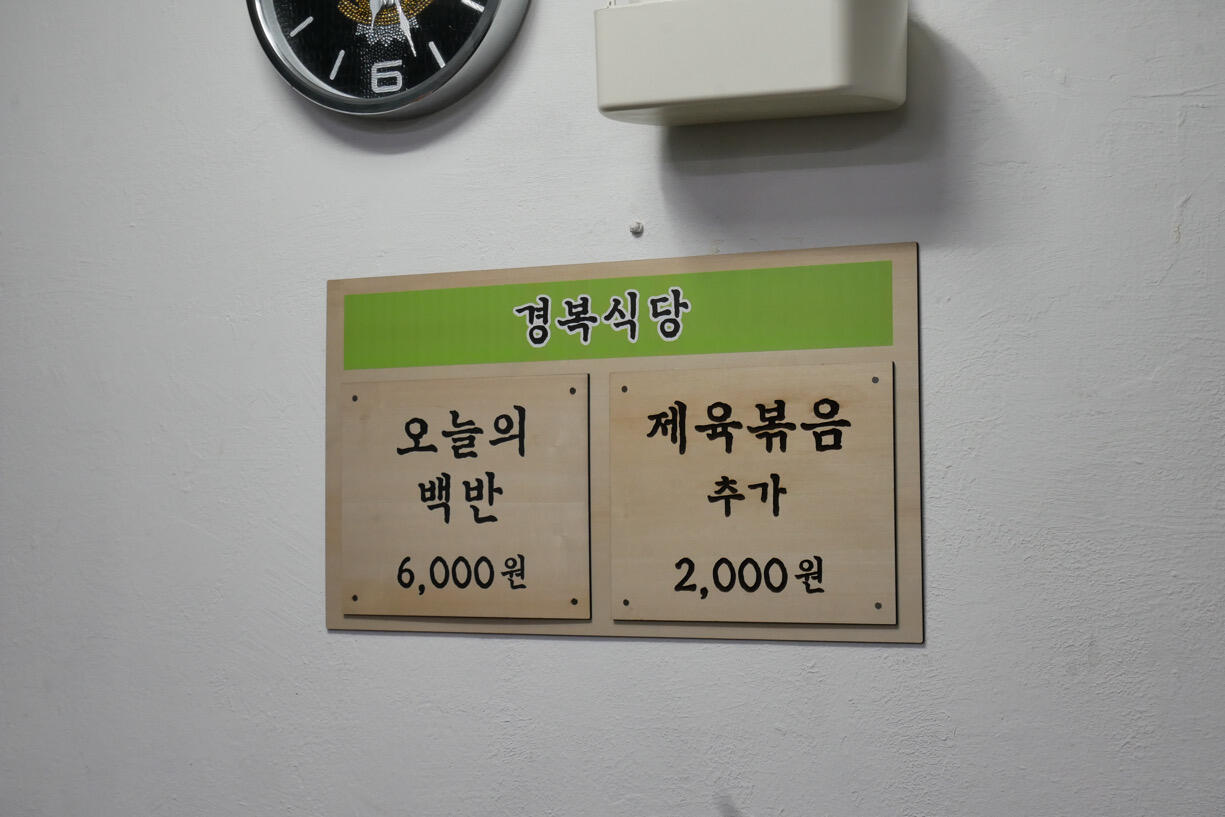 6
경복식당
오늘의
백반
6,000원
제육볶음
추가
2,000원